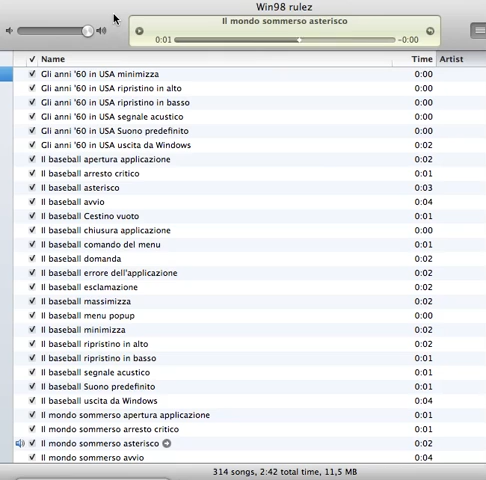 Win98 rulez
Il mondo sommerso asterisco
0:01 -0:00
Name Time Artist
Gli anni '60 in USA minimizza 0:00
Gli anni '60 in USA ripristino in alto 0:00
Gli anni '60 in USA ripristino in basso 0:00
Gli anni '60 in USA segnale acustico 0:00
Gli anni '60 in USA Suono predefinito 0:00
Gli anni '60 in USA uscita da Windows 0:02
Il baseball apertura applicazione 0:02
Il baseball arresto critico 0:01
Il baseball asterisco 0:03
Il baseball avvio 0:04
Il baseball Cestino vuoto 0:01
Il baseball chiusura applicazione 0:00
Il baseball comando del menu 0:01
Il baseball domanda 0:02
Il baseball errore dell'applicazione 0:02
Il baseball esclamazione 0:02
Il baseball massimizza 0:02
Il baseball menu popup 0:00
Il baseball minimizza 0:02
Il baseball ripristino in alto 0:02
Il baseball ripristino in basso 0:01
Il baseball segnale acustico 0:01
Il baseball Suono predefinito 0:01
Il baseball uscita da Windows 0:04
Il mondo sommerso apertura applicazione 0:01
Il mondo sommerso arresto critico 0:01
Il mondo sommerso asterisco 0:02
Il mondo sommerso avvio 0:04
314 songs, 2:42 total time, 11,5 MB